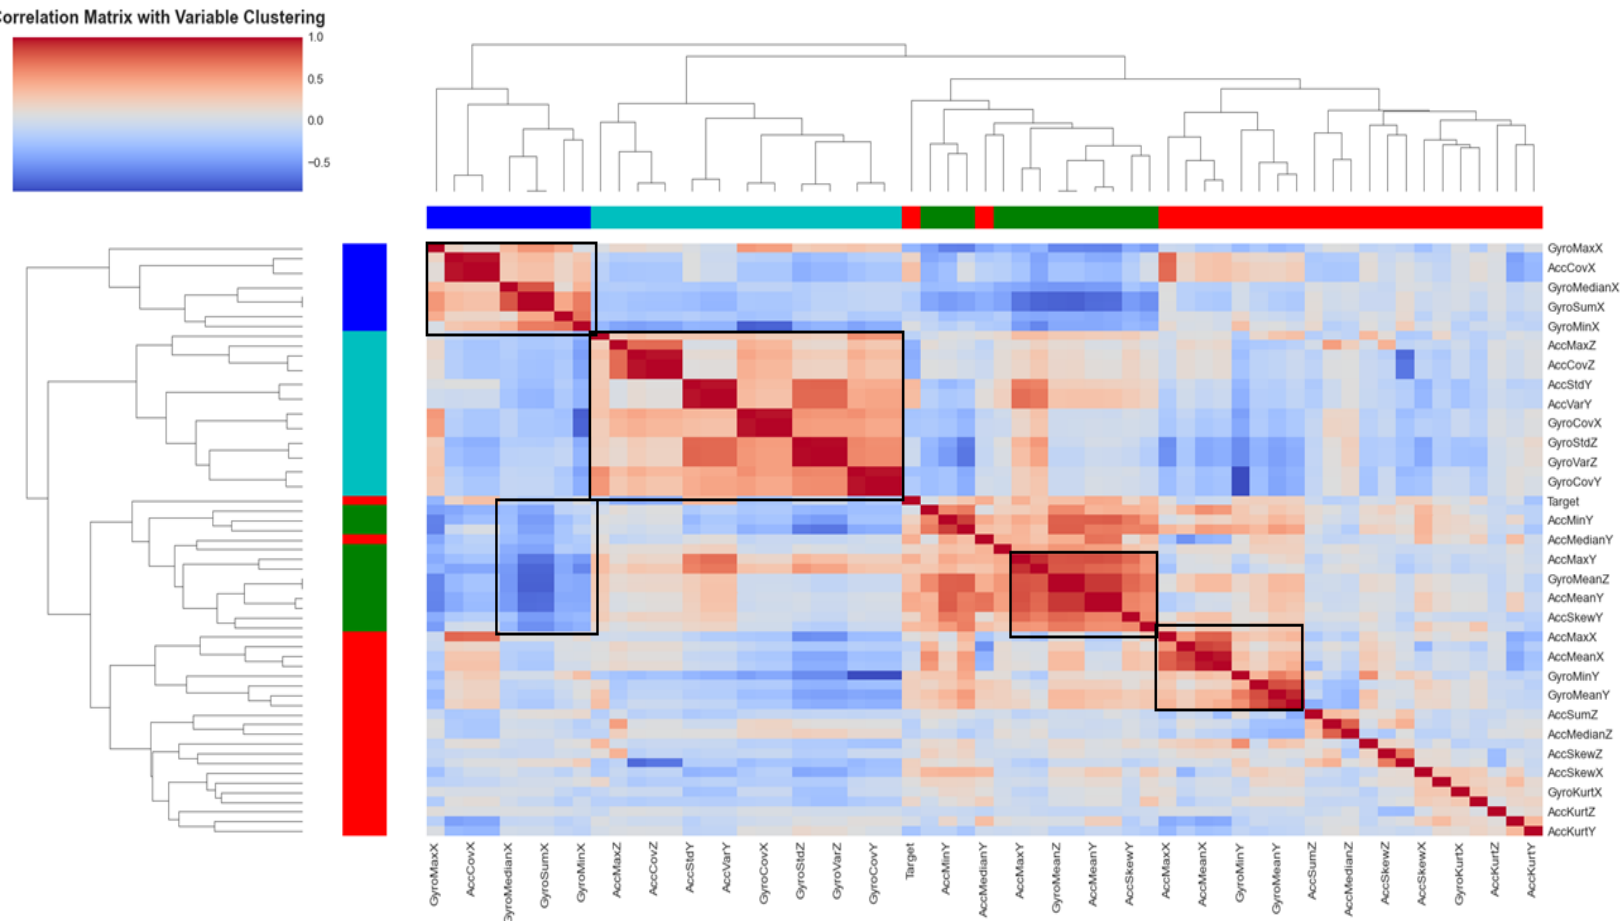 Correlation Matrix with Variable Clustering
1.0
0.5
0.0
−0.5
GyroMaxX
AccCovX
GyroMedianX
GyroSumX
GyroMinX
AccMaxZ
AccCovZ
AccStdY
AccVarY
GyroCovX
GyroStdZ
GyroVarZ
GyroCovY
Target
AccMinY
AccMedianY
AccMaxY
GyroMeanZ
AccMeanY
AccSkewY
AccMaxX
AccMeanX
GyroMinY
GyroMeanY
AccSumZ
AccMedianZ
AccSkewZ
AccSkewX
GyroKurtX
AccKurtZ
AccKurtY
GyroMaxX
AccCovX
GyroMedianX
GyroSumX
GyroMinX
AccMaxZ
AccCovZ
AccStdY
AccVarY
GyroCovX
GyroStdZ
GyroVarZ
GyroCovY
Target
AccMinY
AccMedianY
AccMaxY
GyroMeanZ
AccMeanY
AccSkewY
AccMaxX
AccMeanX
GyroMinY
GyroMeanY
AccSumZ
AccMedianZ
AccSkewZ
AccSkewX
GyroKurtX
AccKurtZ
AccKurtY